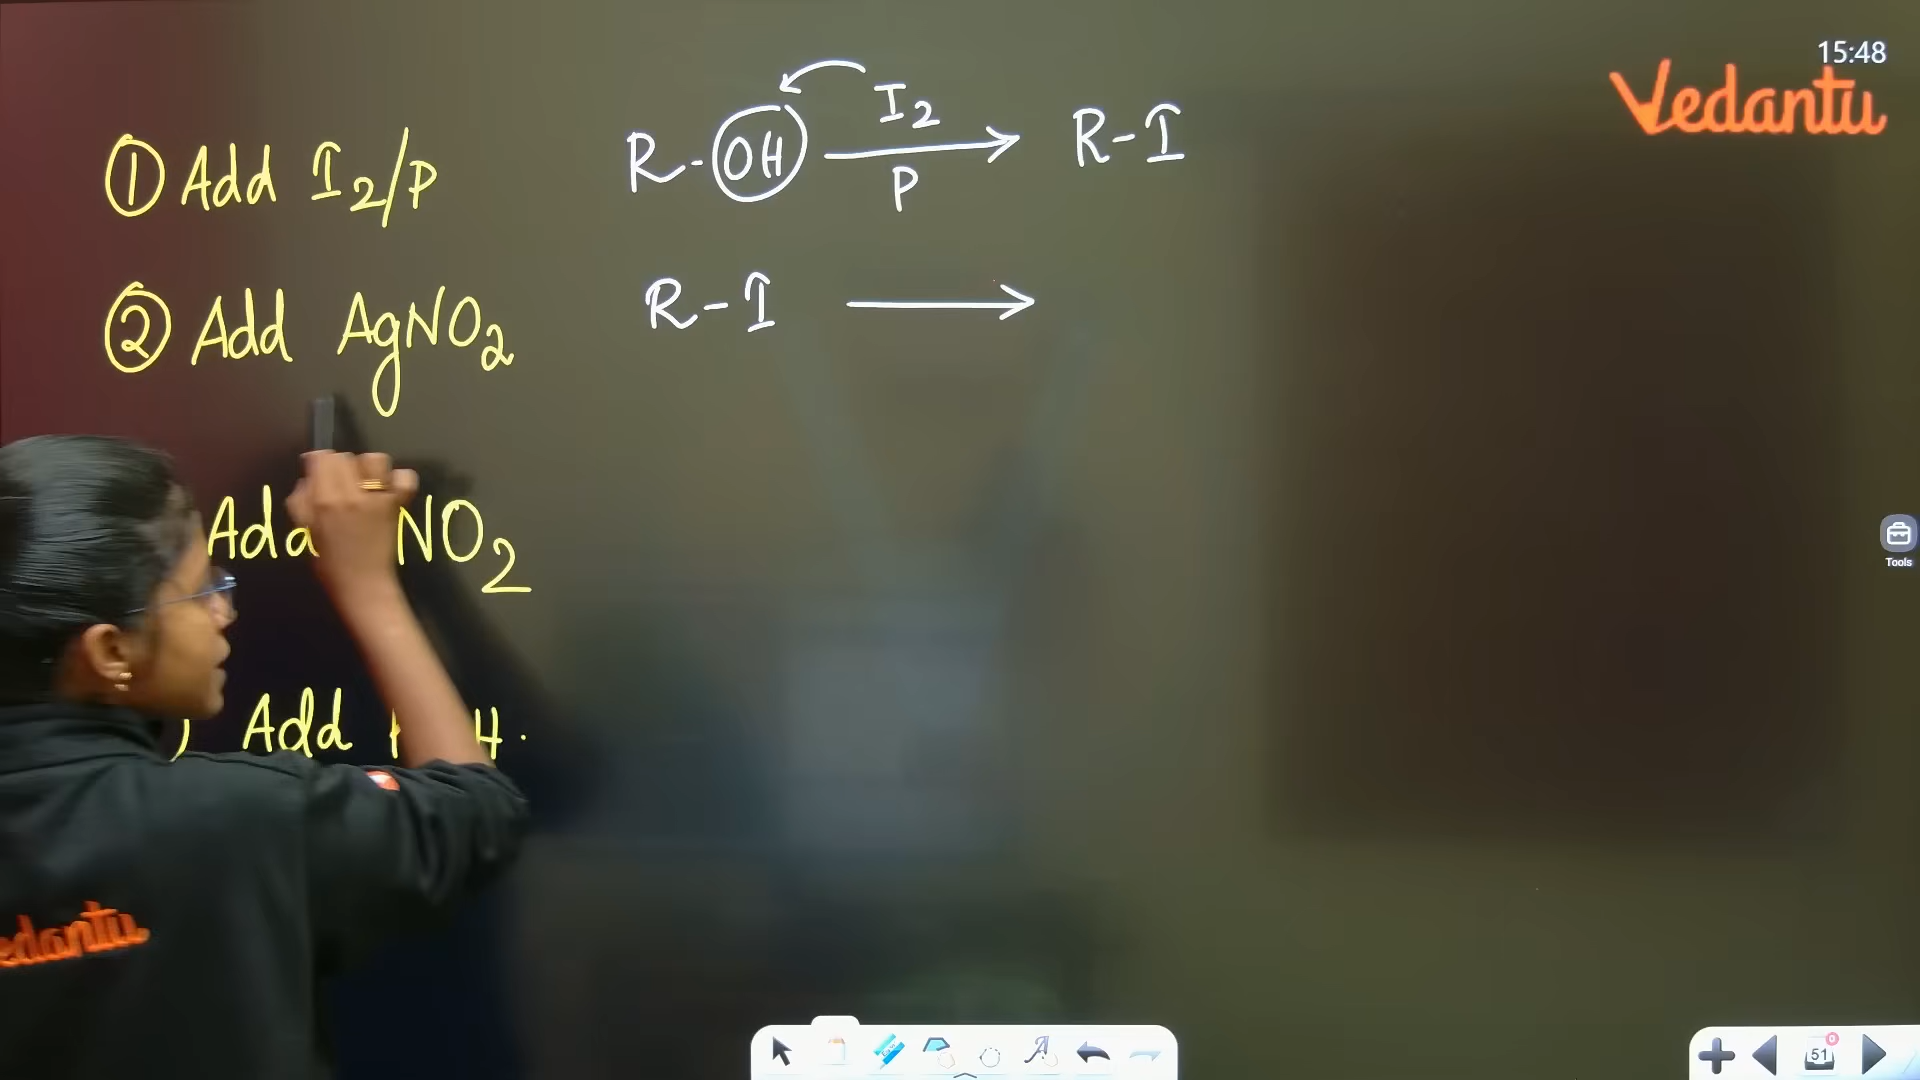 15:48
Vedantu
① Add I2/P
R-OH I2 P R-I
② Add AgNO2
R-I
Add NO2
) Add H.
edantu
Tools
51